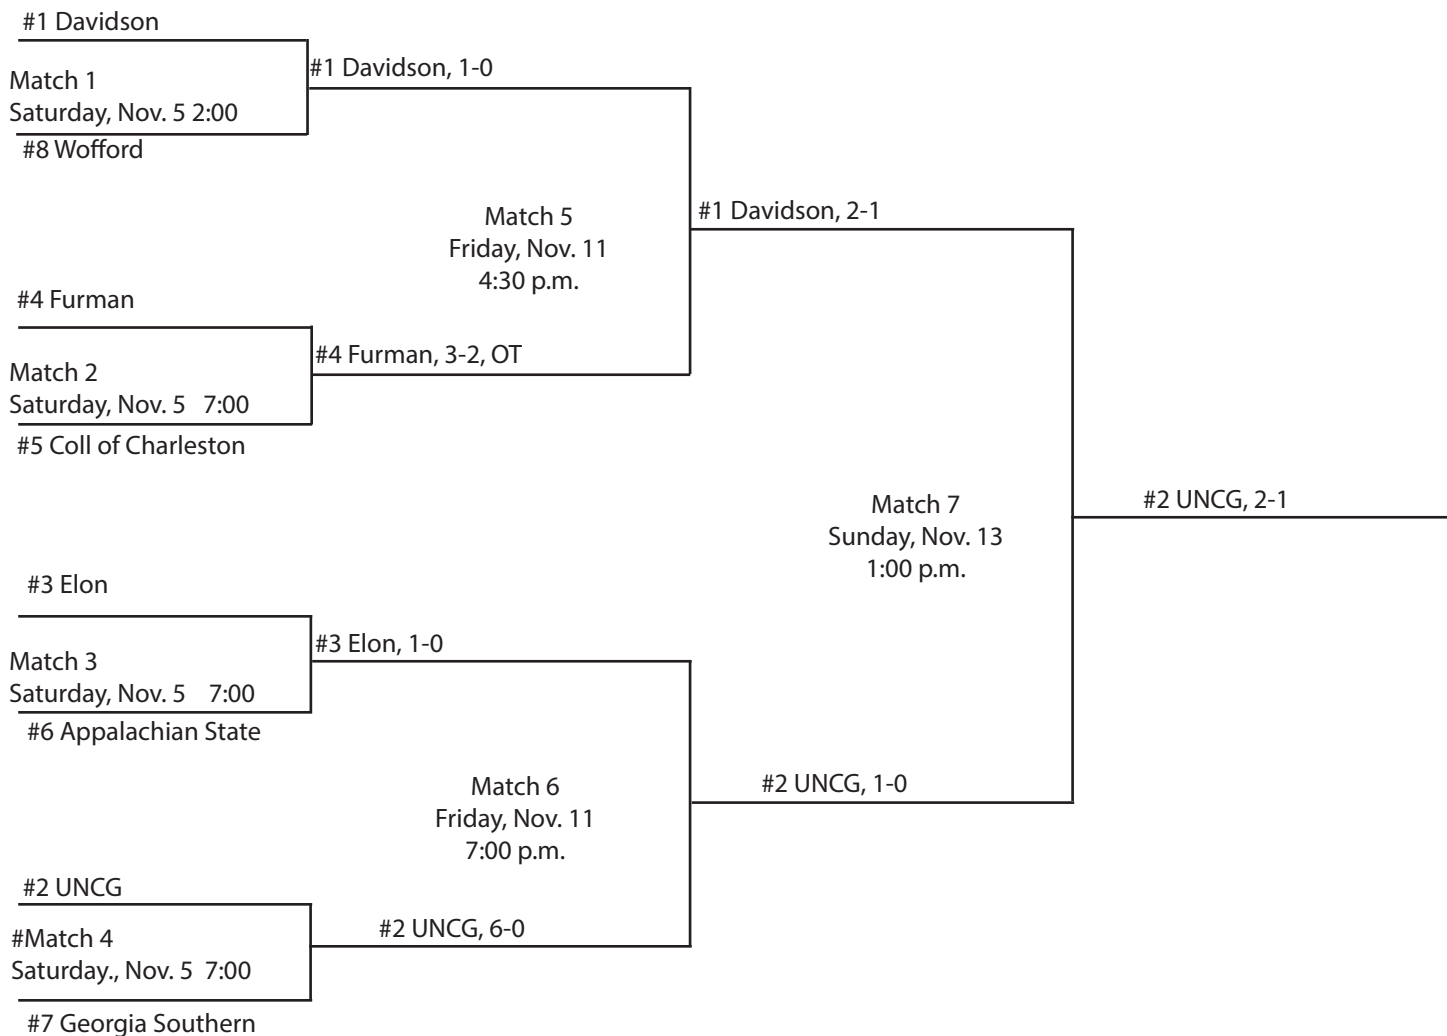 #1 Davidson
Match 1
Saturday, Nov. 5 2:00
#8 Wofford
#1 Davidson, 1-0
#4 Furman
Match 2
Saturday, Nov. 5 7:00
#5 Coll of Charleston
#4 Furman, 3-2, OT
Match 5
Friday, Nov. 11
4:30 p.m.
#1 Davidson, 2-1
#3 Elon
Match 3
Saturday, Nov. 5 7:00
#6 Appalachian State
#3 Elon, 1-0
#2 UNCG
#Match 4
Saturday., Nov. 5 7:00
#7 Georgia Southern
#2 UNCG, 6-0
Match 6
Friday, Nov. 11
7:00 p.m.
#2 UNCG, 1-0
Match 7
Sunday, Nov. 13
1:00 p.m.
#2 UNCG, 2-1